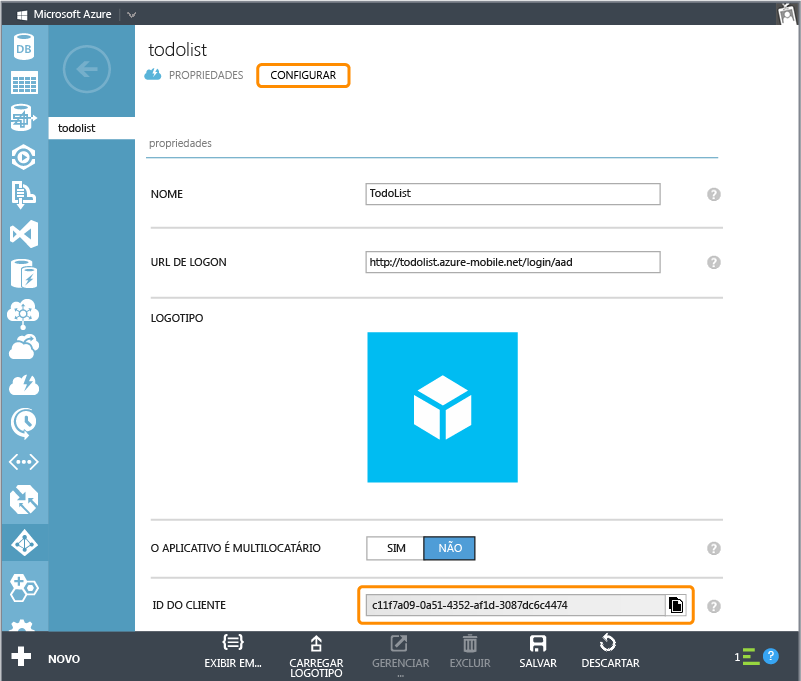 Microsoft Azure
DB
todolist
todolist
PROPRIEDADES CONFIGURAR
propriedades
NOME
TodoList
?
URL DE LOGON
http://todolist.azure-mobile.net/login/aad
?
LOGOTIPO
O APLICATIVO É MULTILOCATÁRIO
SIM NÃO
?
ID DO CLIENTE
c11f7a09-0a51-4352-af1d-3087dc6c4474
?
NOVO
EXIBIR EM...
CARREGAR
LOGOTIPO
GERENCIAR
...
EXCLUIR
SALVAR
DESCARTAR
1
?